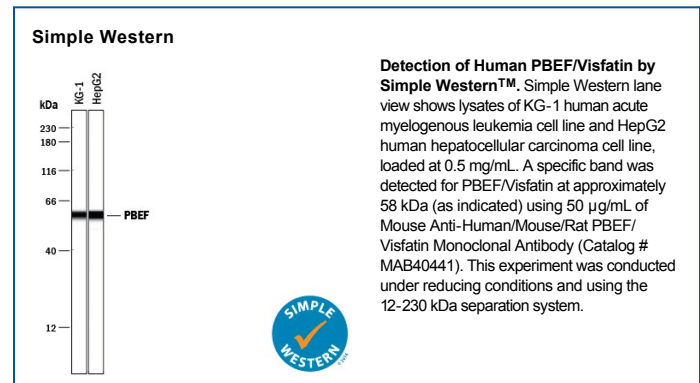 Simple Western
KG-1
HepG2
kDa
230
180
116
66
PBEF
40
12
SIMPLE
WESTERN
Detection of Human PBEF/Visfatin by
Simple Western™. Simple Western lane
view shows lysates of KG-1 human acute
myelogenous leukemia cell line and HepG2
human hepatocellular carcinoma cell line,
loaded at 0.5 mg/mL. A specific band was
detected for PBEF/Visfatin at approximately
58 kDa (as indicated) using 50 µg/mL of
Mouse Anti-Human/Mouse/Rat PBEF/
Visfatin Monoclonal Antibody (Catalog #
MAB40441). This experiment was conducted
under reducing conditions and using the
12-230 kDa separation system.